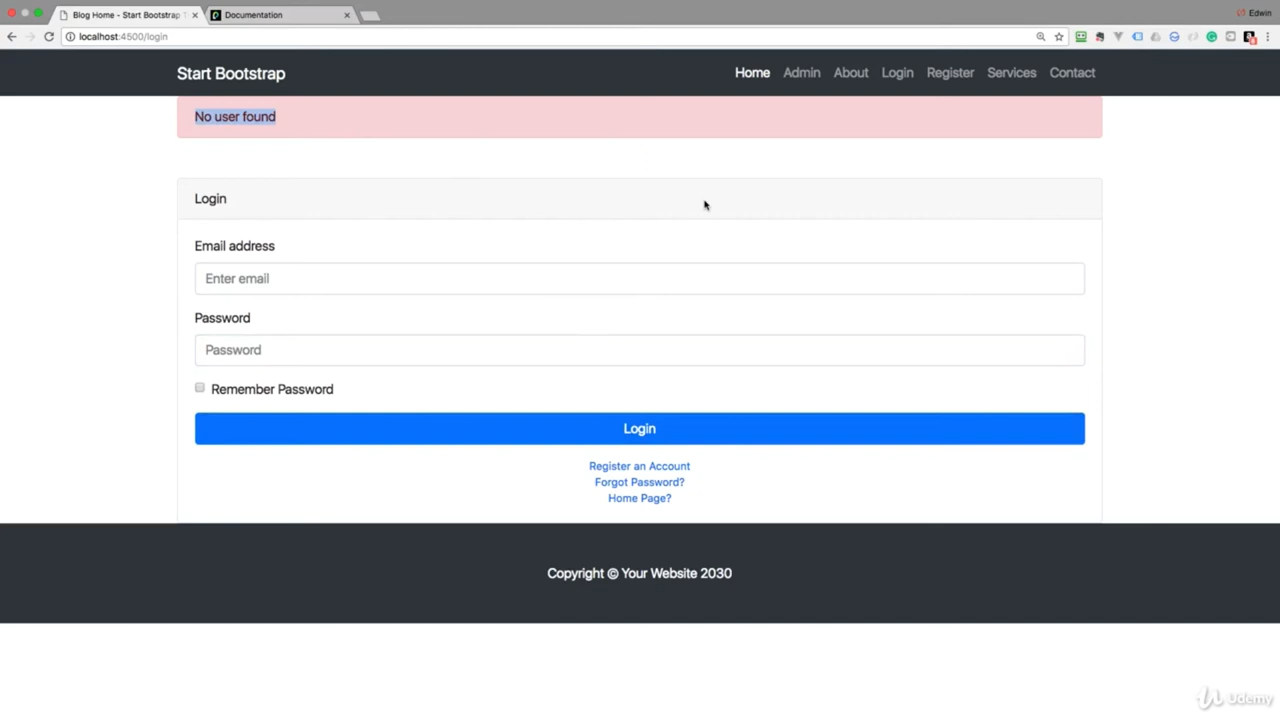 Blog Home - Start Bootstrap T
Documentation
Edwin
localhost:4500/login
Start Bootstrap
Home Admin About Login Register Services Contact
No user found
Login
Email address
Enter email
Password
Password
Remember Password
Login
Register an Account
Forgot Password?
Home Page?
Copyright © Your Website 2030
Udemy